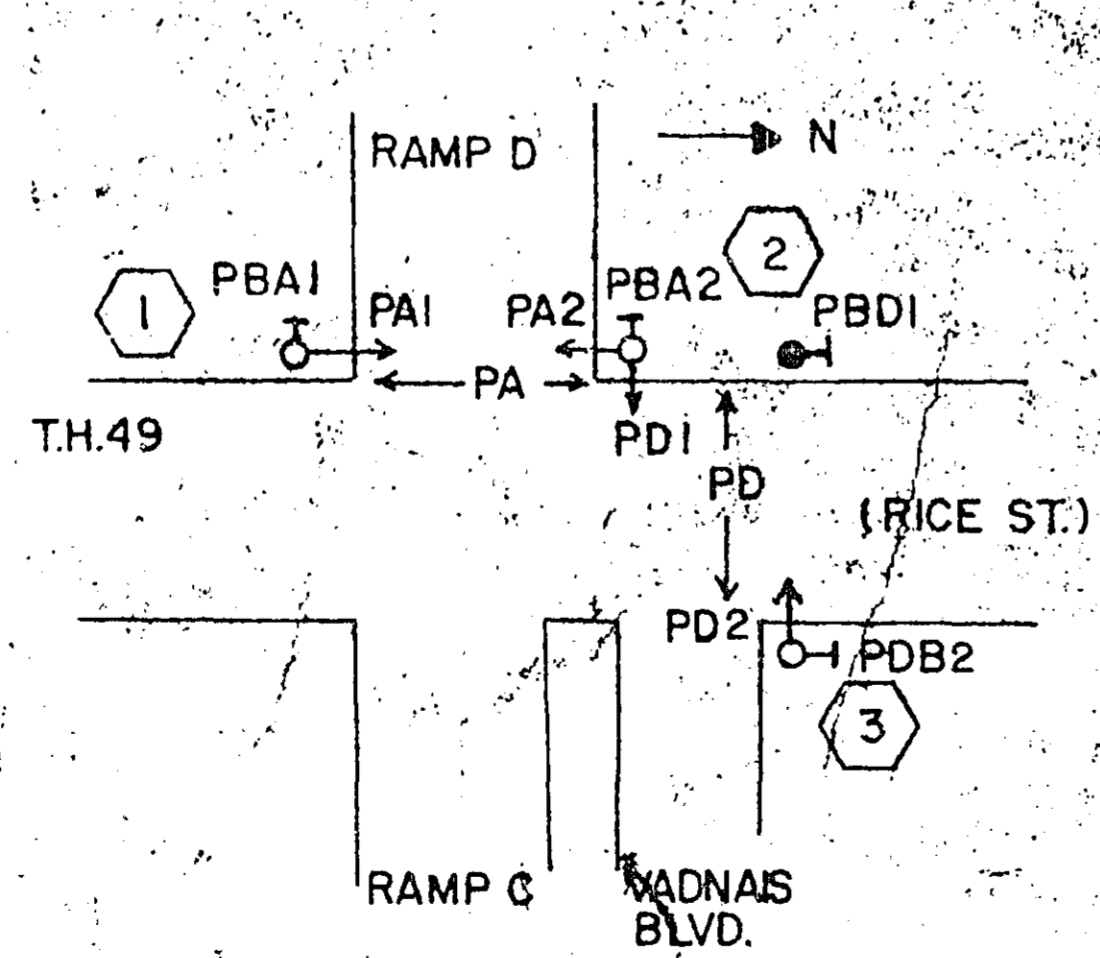 RAMP D
N
2
1
PBA1
PBA2
PA1
PA2
PBD1
PA
T.H.49
PD1
PD
(RICE ST.)
PD2
PDB2
3
RAMP C
VADNAIS
BLVD.